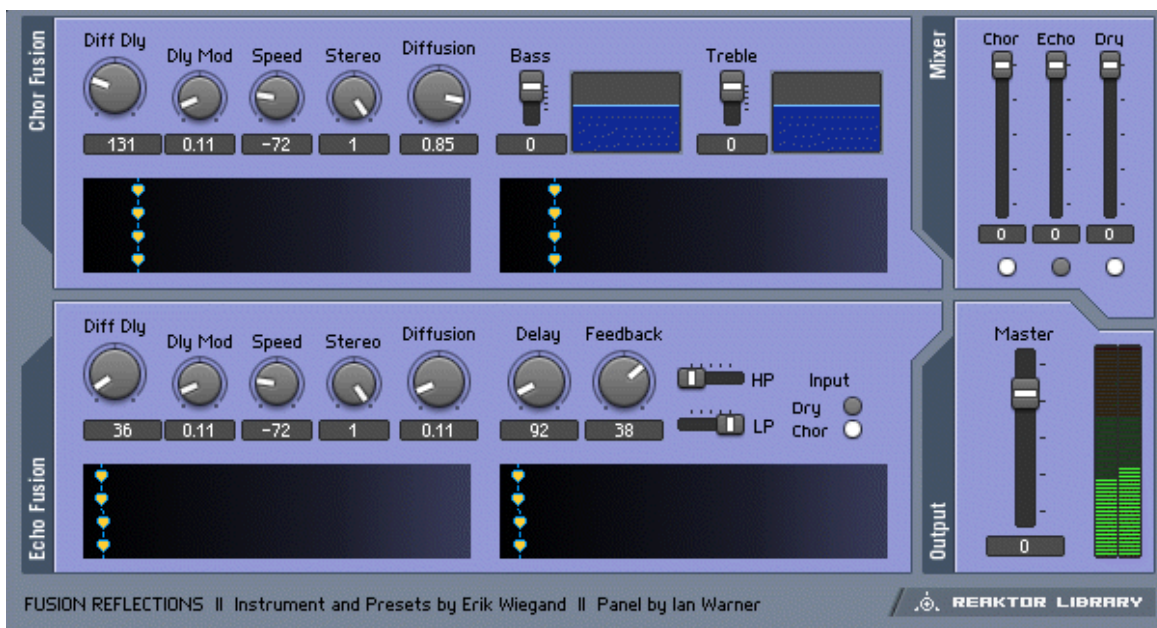 Chor Fusion
Diff Dly Dly Mod Speed Stereo Diffusion Bass Treble
131 0.11 -72 1 0.85 0 0
Mixer
Chor Echo Dry
0 0 0
Echo Fusion
Diff Dly Dly Mod Speed Stereo Diffusion Delay Feedback
HP
Input
Dry
LP
Chor
36 0.11 -72 1 0.11 92 38
Output
Master
0
FUSION REFLECTIONS II Instrument and Presets by Erik Wiegand II Panel by Ian Warner
REAKTOR LIBRARY